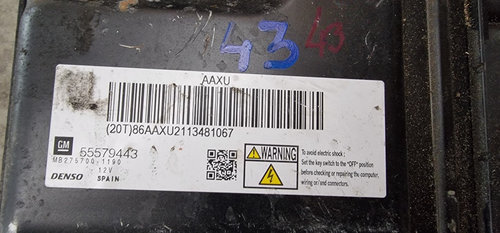 43 43
AAXU
(20T)86AAXU2113481067
GM
55579443
MB275700-1190
12V
DENSO SPAIN
WARNING
To avoid electric shock;
Set the key switch to the "OFF" position
before checking or repairing the computer,
wiring or/and connectors.